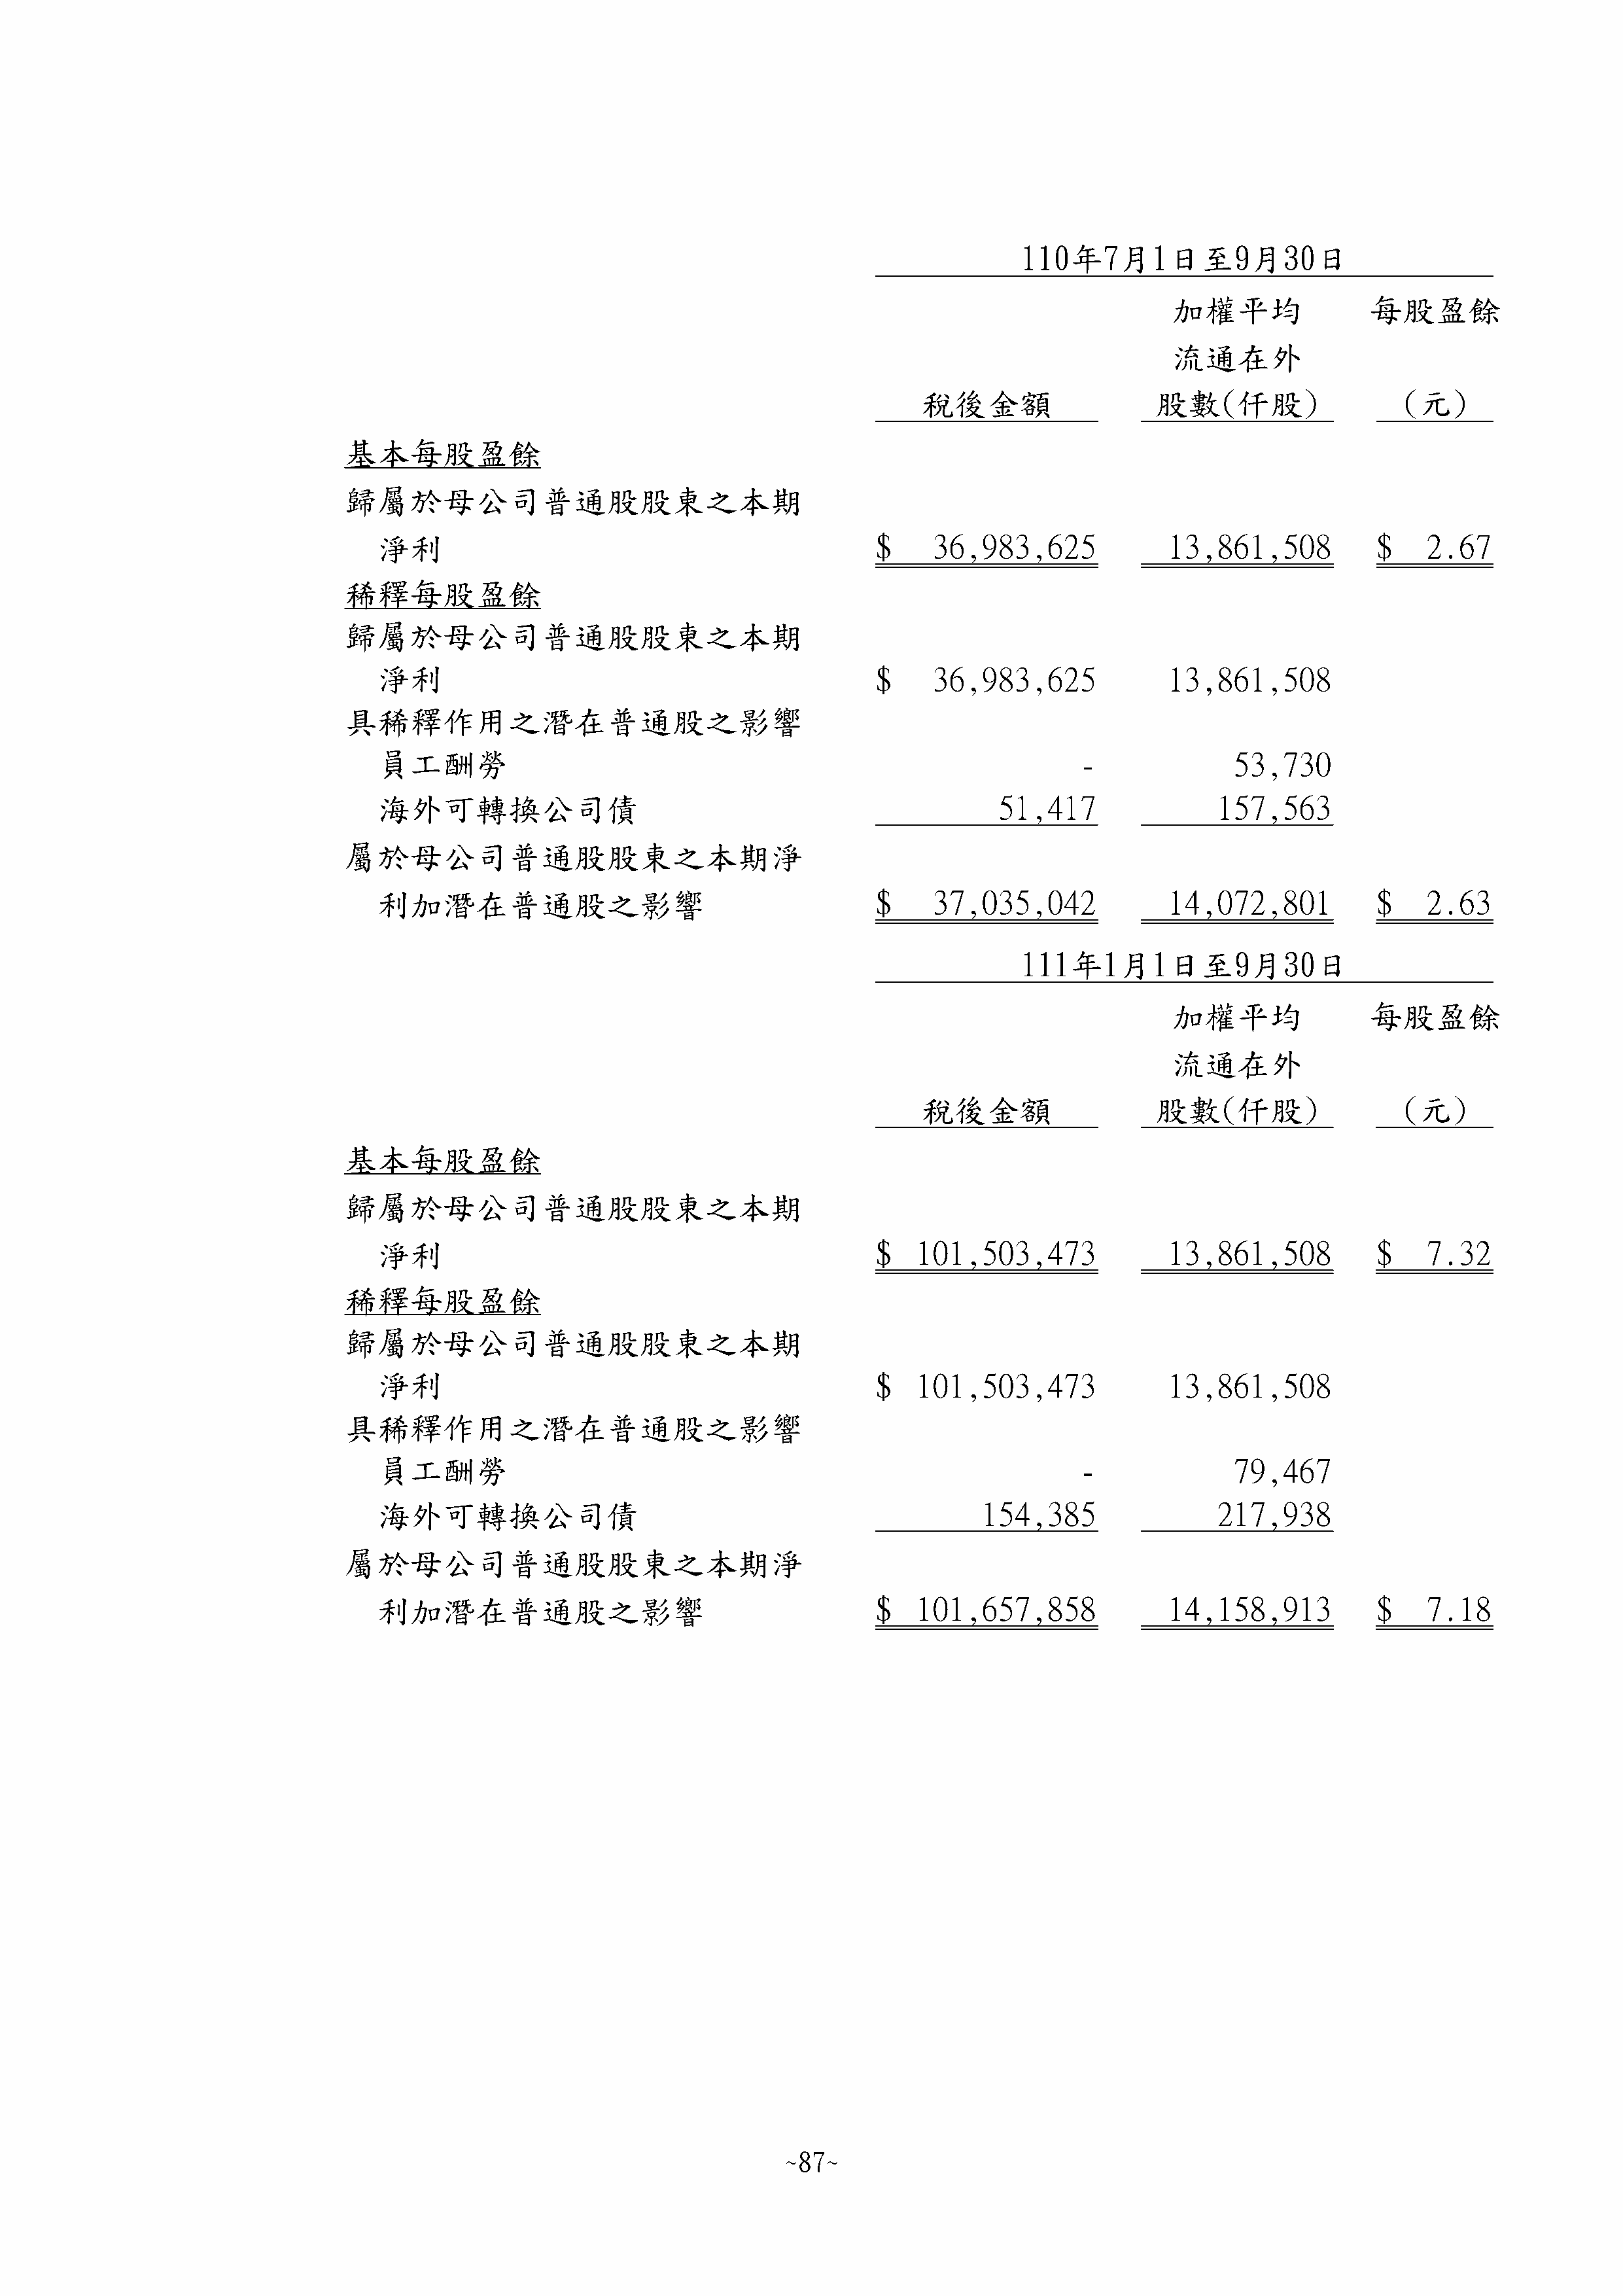 110年7月1日至9月30日
加權平均 每股盈餘
流通在外
稅後金額 股數(仟股) (元)
基本每股盈餘
歸屬於母公司普通股股東之本期
淨利 $ 36,983,625 13,861,508 $ 2.67
稀釋每股盈餘
歸屬於母公司普通股股東之本期
淨利 $ 36,983,625 13,861,508
具稀釋作用之潛在普通股之影響
員工酬勞 - 53,730
海外可轉換公司債 51,417 157,563
屬於母公司普通股股東之本期淨
利加潛在普通股之影響 $ 37,035,042 14,072,801 $ 2.63
111年1月1日至9月30日
加權平均 每股盈餘
流通在外
稅後金額 股數(仟股) (元)
基本每股盈餘
歸屬於母公司普通股股東之本期
淨利 $ 101,503,473 13,861,508 $ 7.32
稀釋每股盈餘
歸屬於母公司普通股股東之本期
淨利 $ 101,503,473 13,861,508
具稀釋作用之潛在普通股之影響
員工酬勞 - 79,467
海外可轉換公司債 154,385 217,938
屬於母公司普通股股東之本期淨
利加潛在普通股之影響 $ 101,657,858 14,158,913 $ 7.18
~87~